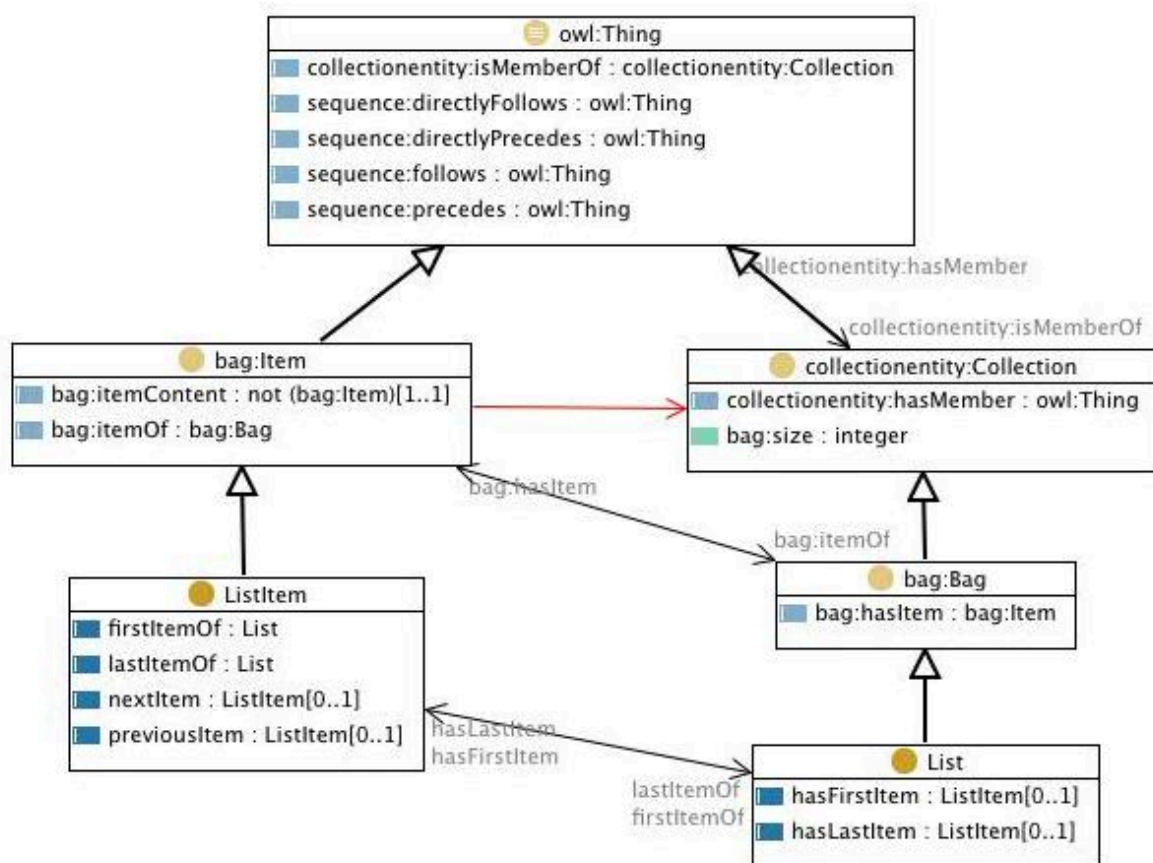 owl:Thing
collectionentity:isMemberOf : collectionentity:Collection
sequence:directlyFollows : owl:Thing
sequence:directlyPrecedes : owl:Thing
sequence:follows : owl:Thing
sequence:precedes : owl:Thing
collectionentity:hasMember
collectionentity:isMemberOf
bag:Item
bag:itemContent : not (bag:Item)[1..1]
bag:itemOf : bag:Bag
collectionentity:Collection
collectionentity:hasMember : owl:Thing
bag:size : integer
bag:hasItem
bag:itemOf
bag:Bag
bag:hasItem : bag:Item
ListItem
firstItemOf : List
lastItemOf : List
nextItem : ListItem[0..1]
previousItem : ListItem[0..1]
hasLastItem
hasFirstItem
lastItemOf
firstItemOf
List
hasFirstItem : ListItem[0..1]
hasLastItem : ListItem[0..1]